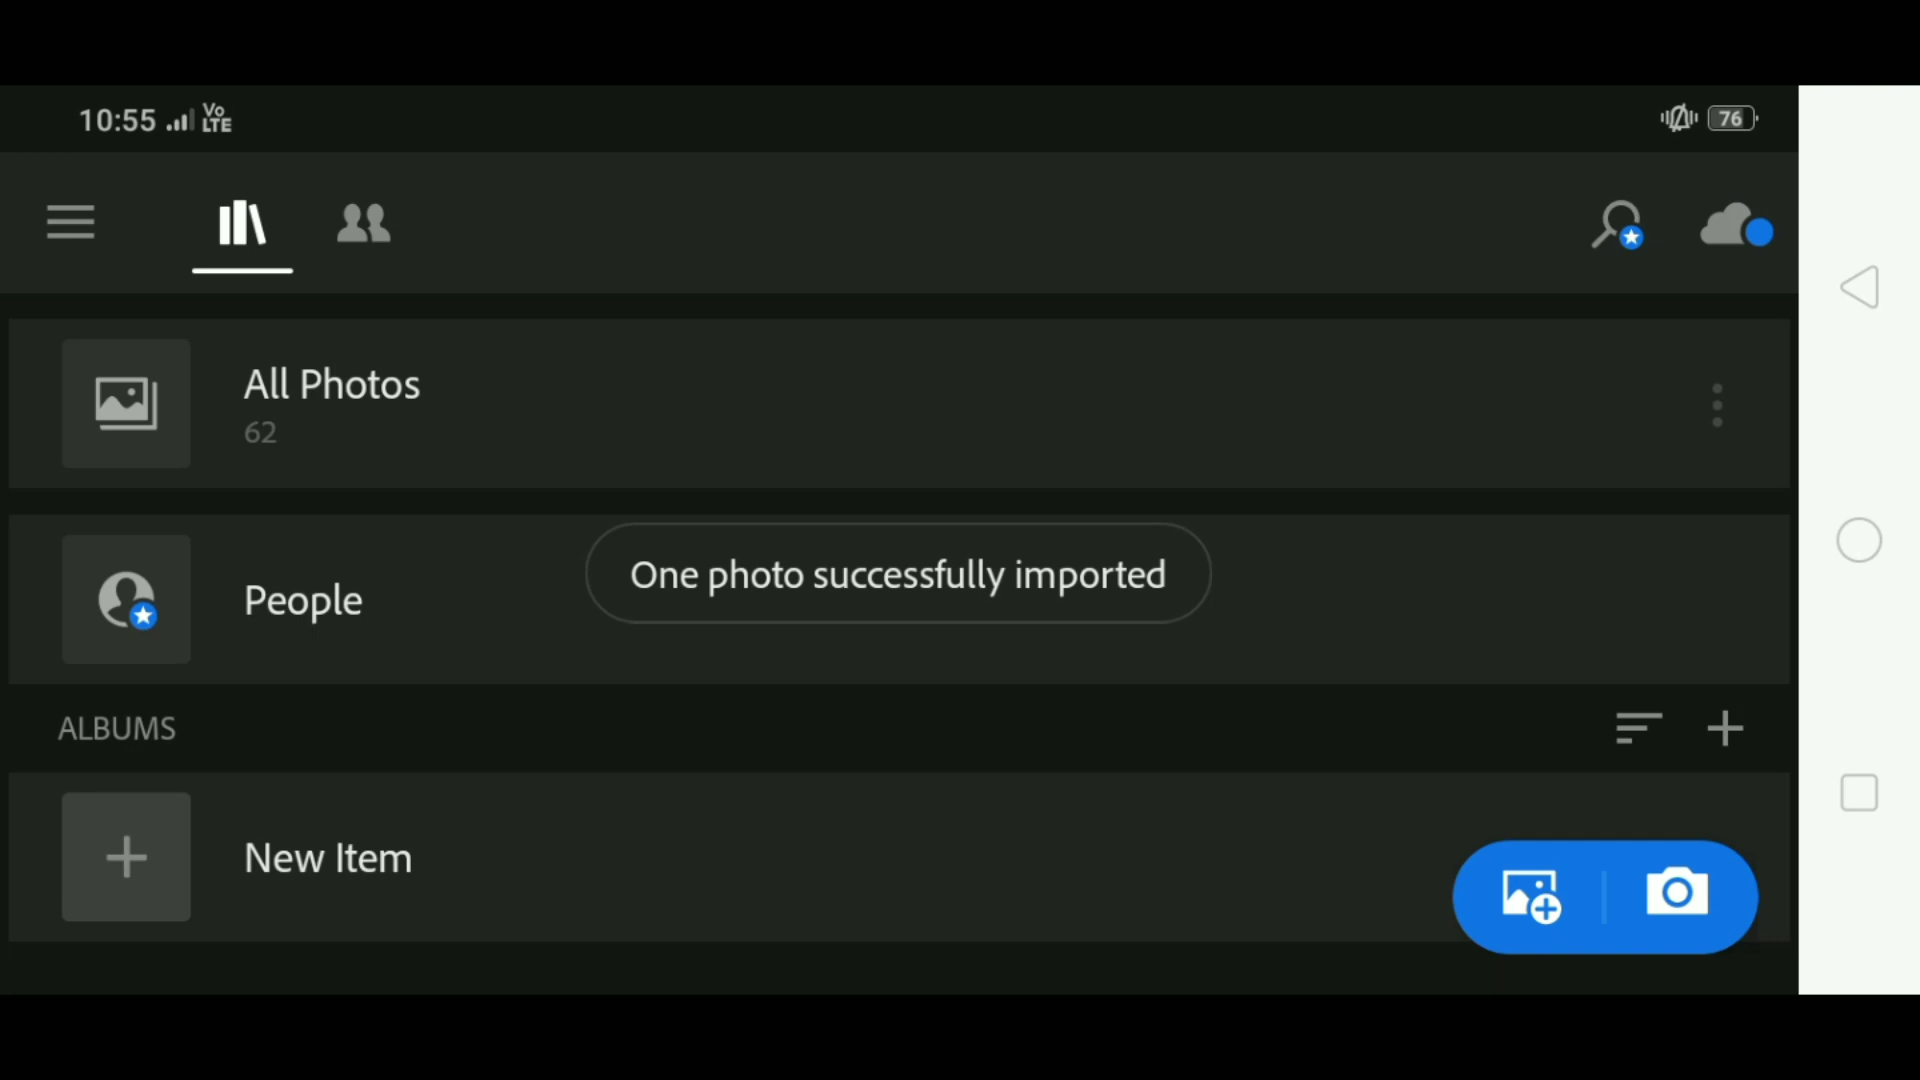 10:55 Vo LTE 76
All Photos
62
People
One photo successfully imported
ALBUMS
New Item